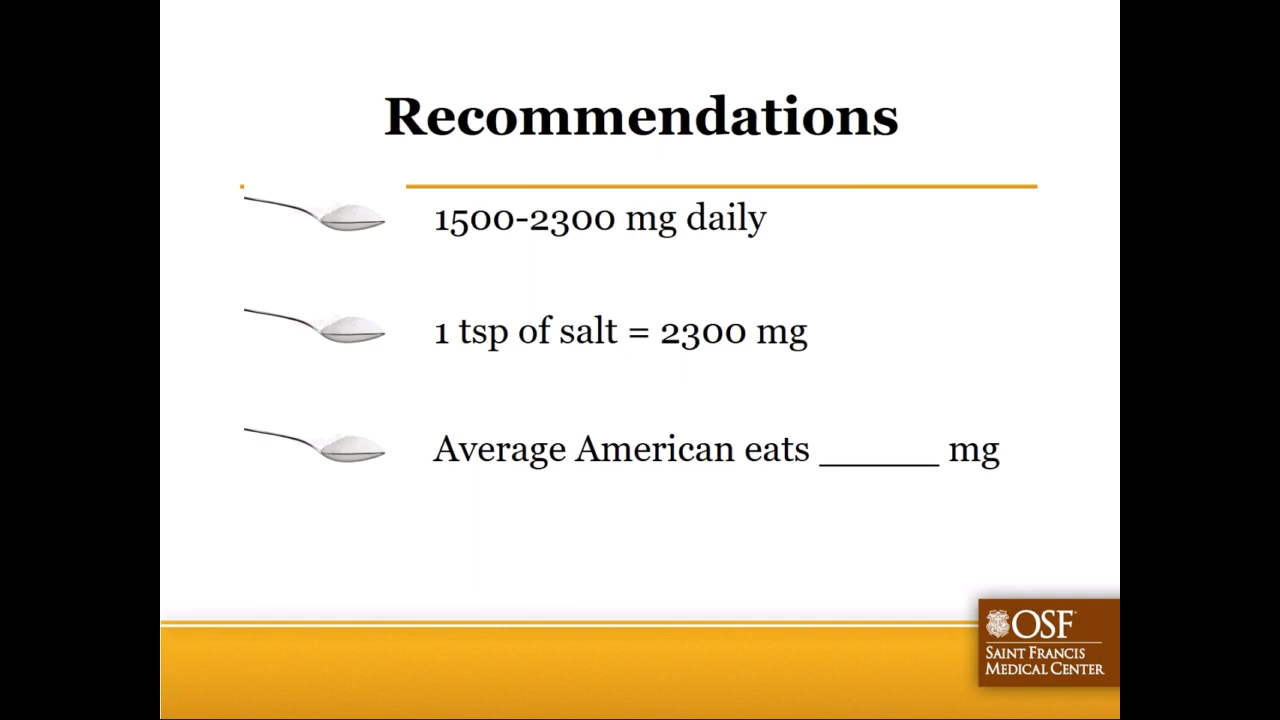 Recommendations
1500-2300 mg daily
1 tsp of salt = 2300 mg
Average American eats ______ mg
OSF
SAINT FRANCIS
MEDICAL CENTER